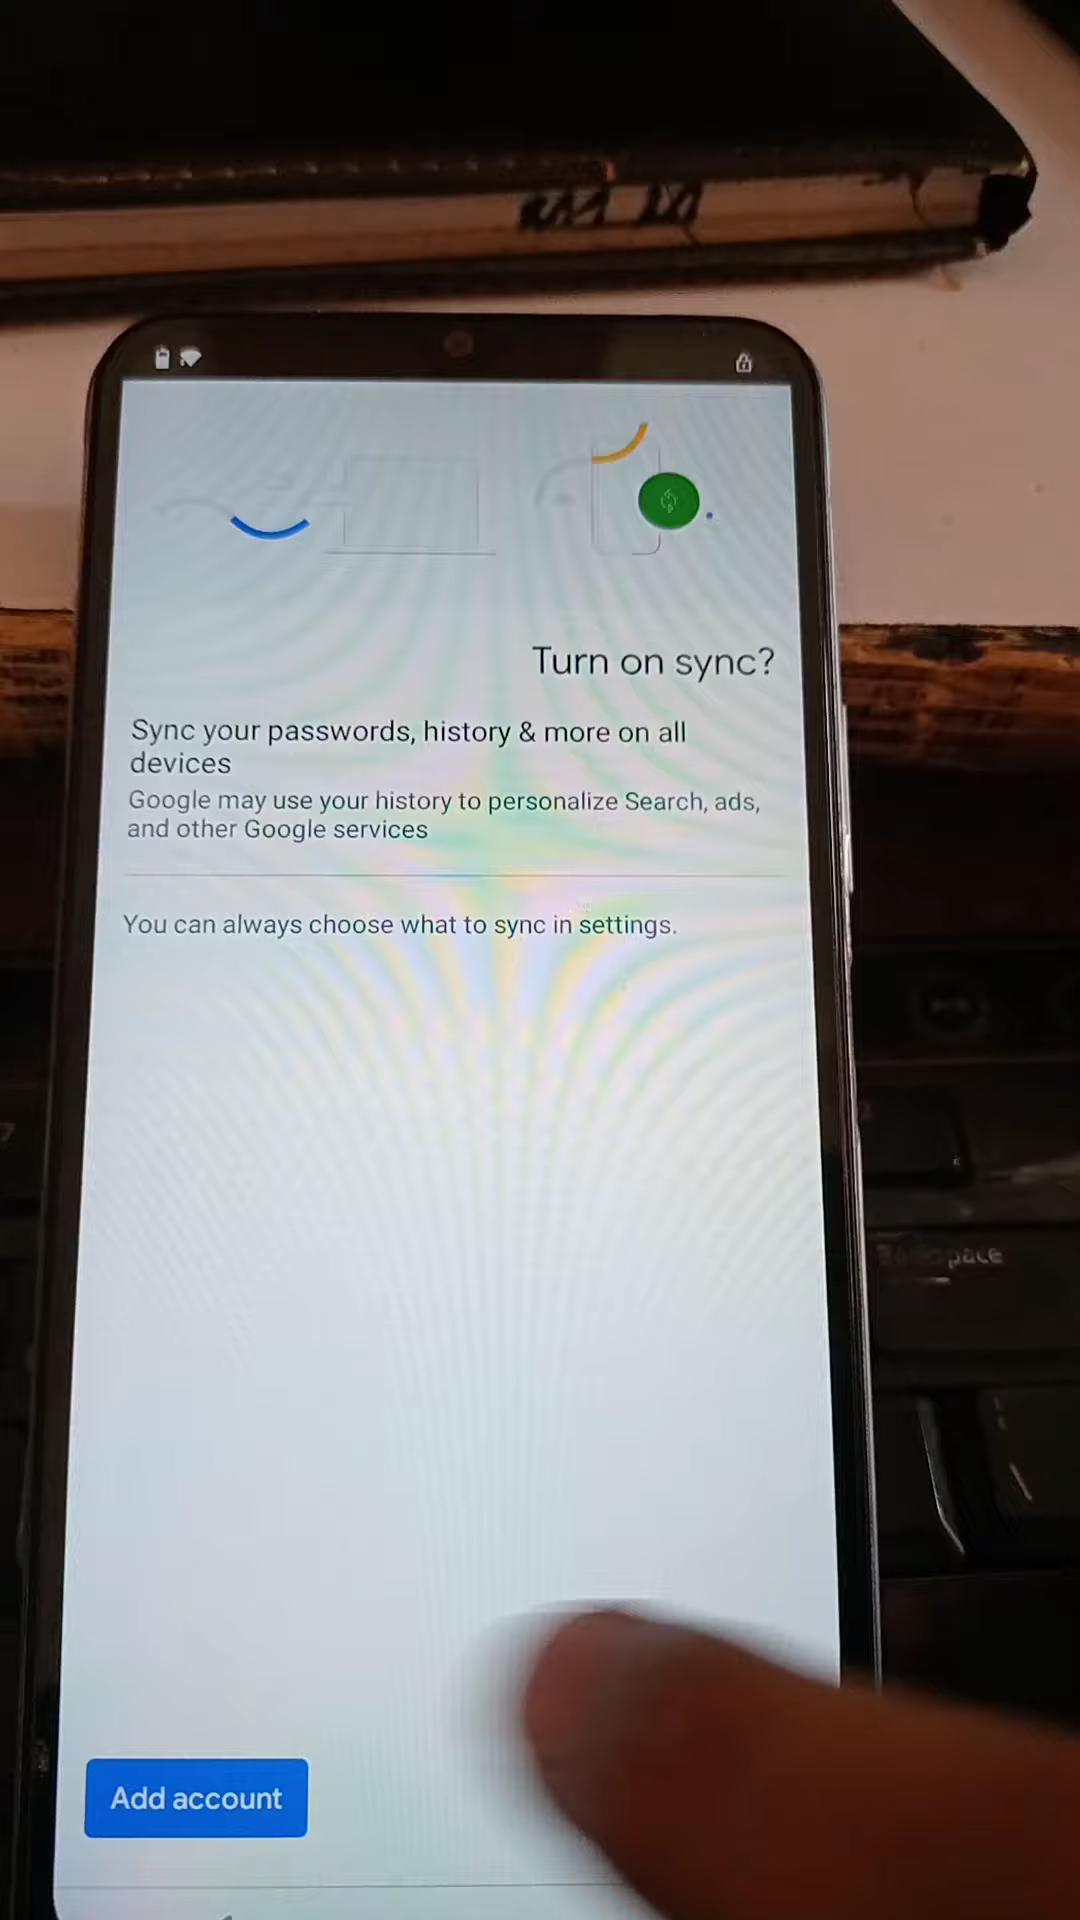 Turn on sync?
Sync your passwords, history & more on all
devices
Google may use your history to personalize Search, ads,
and other Google services
You can always choose what to sync in settings.
Backspace
Add account